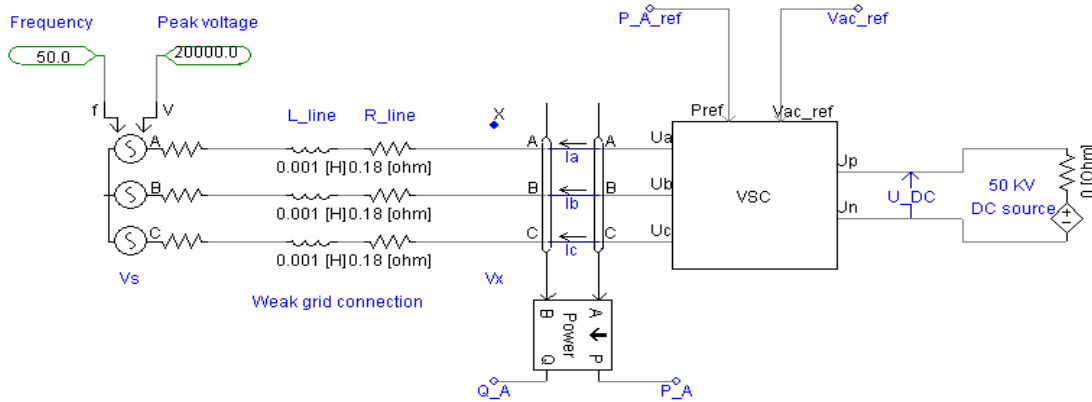 P_A_ref Vac_ref
Frequency Peak voltage
50.0 20000.0
f V
L_line R_line X Pref Vac_ref
A A A Ua
0.001 [H] 0.18 [ohm] Ia Up
B B B Ub VSC 50 KV 0 [Ohm]
0.001 [H] 0.18 [ohm] Ib U_DC DC source
C C C Uc Un
0.001 [H] 0.18 [ohm] Ic
Vs Vx
Weak grid connection
B A
Power
Q P
Q_A P_A